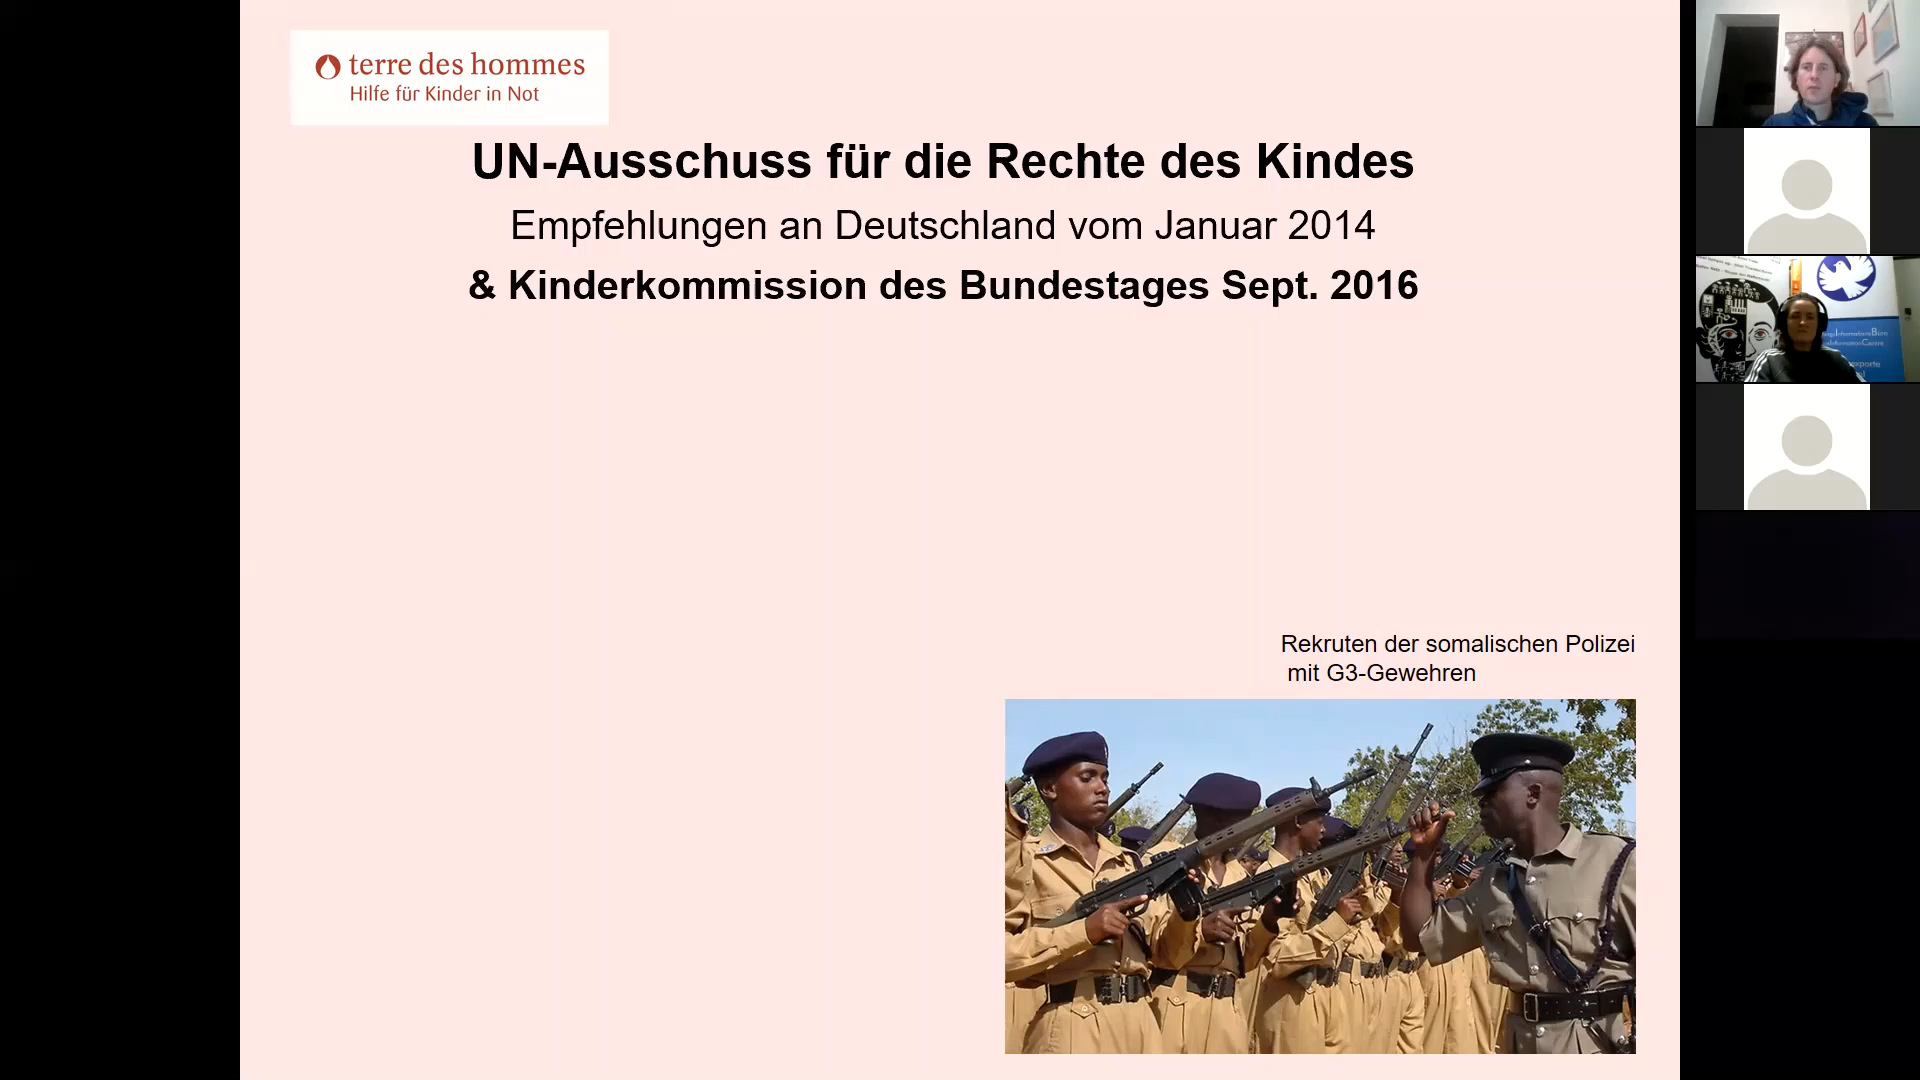 terre des hommes
Hilfe für Kinder in Not
UN-Ausschuss für die Rechte des Kindes
Empfehlungen an Deutschland vom Januar 2014
& Kinderkommission des Bundestages Sept. 2016
Rekruten der somalischen Polizei
mit G3-Gewehren